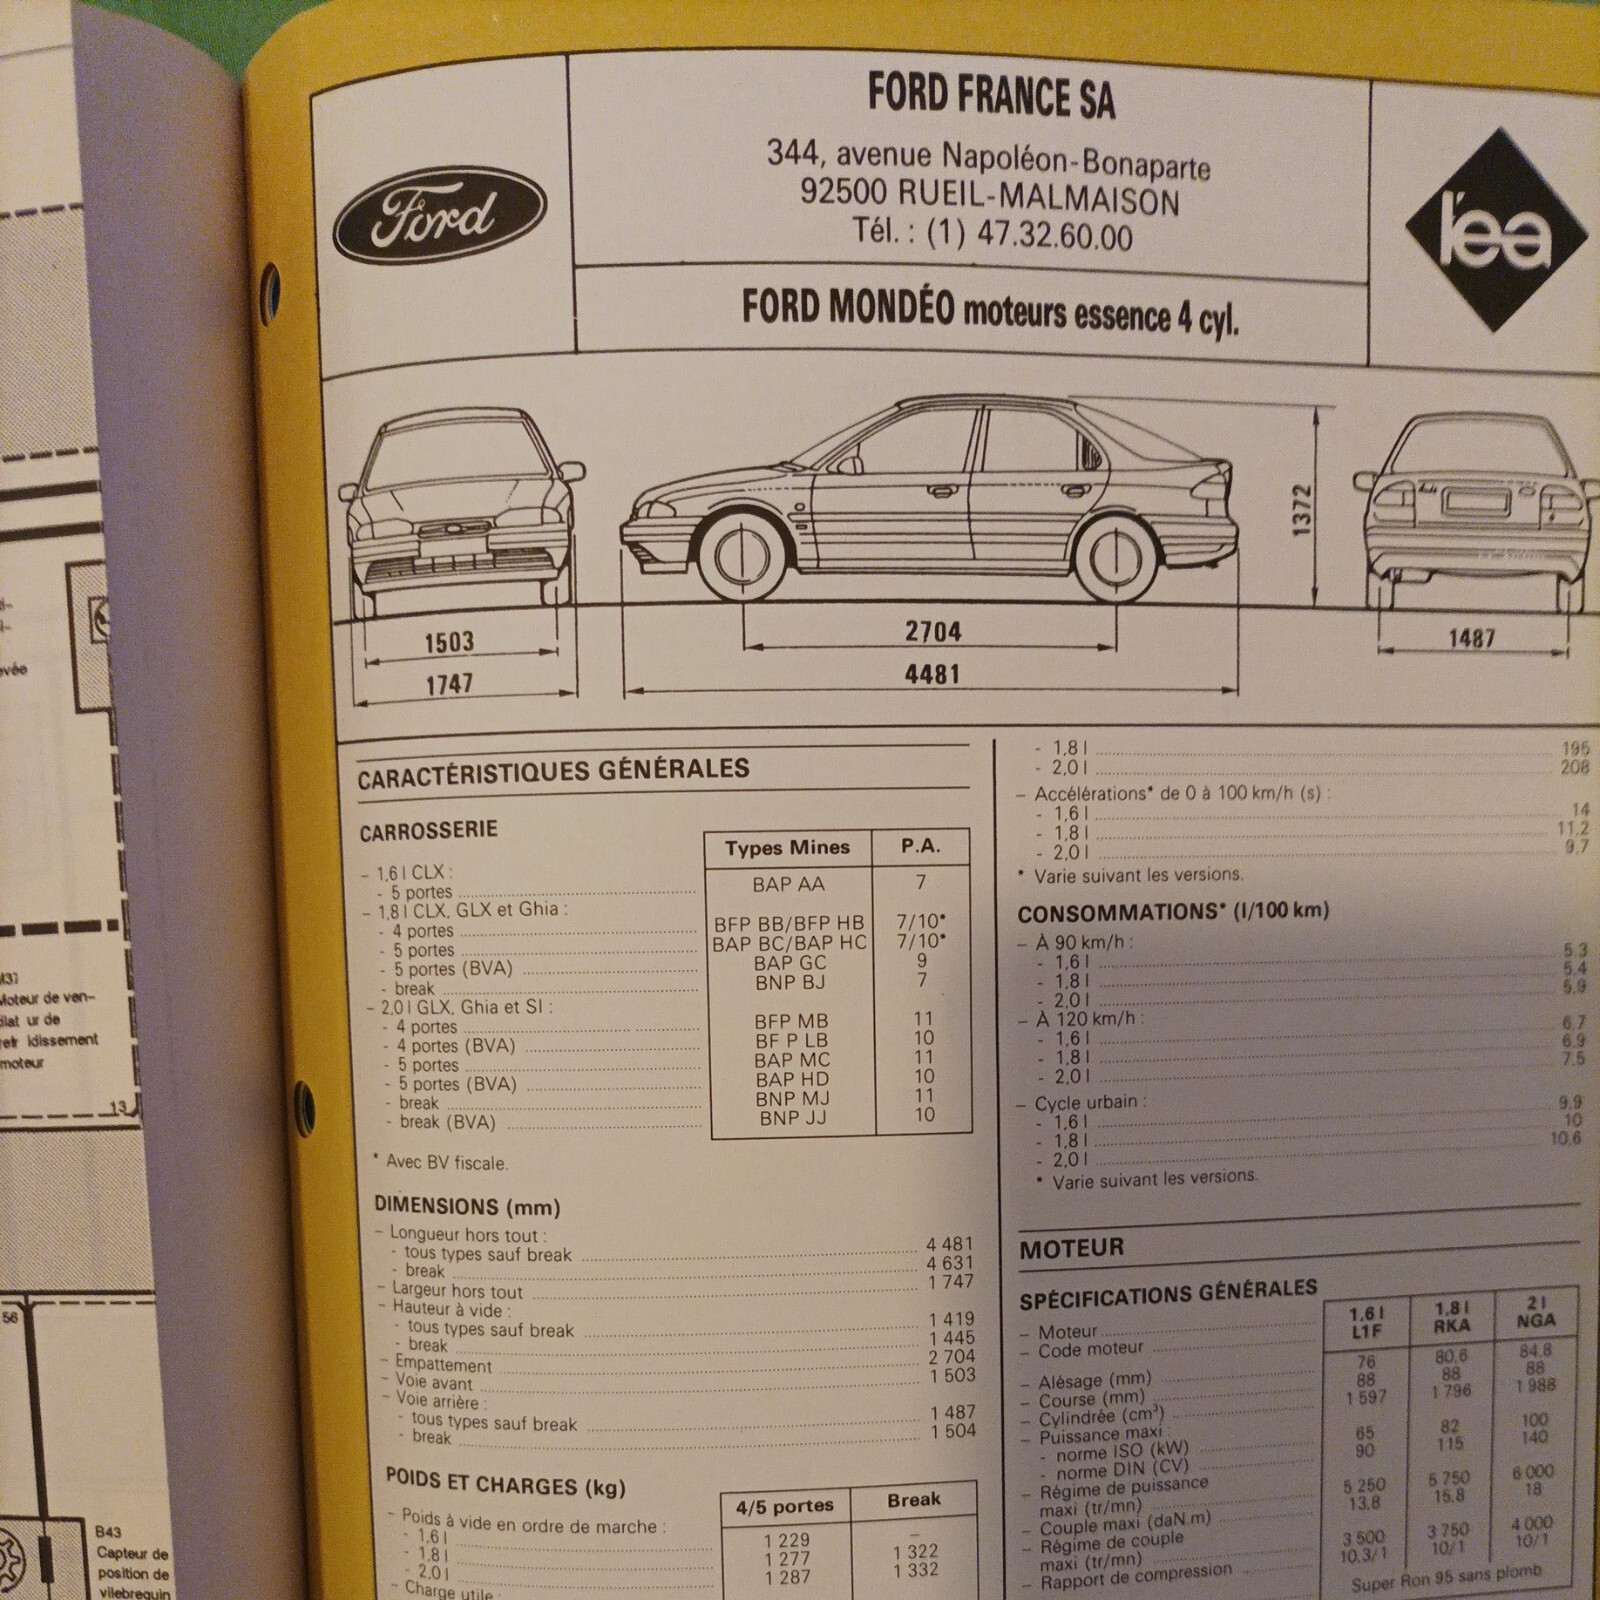 Ford
FORD FRANCE SA
344, avenue Napoléon-Bonaparte
92500 RUEIL-MALMAISON
Tél. : (1) 47.32.60.00
FORD MONDÉO moteurs essence 4 cyl.
l'ea
1503
1747
2704
4481
1372
1487
CARACTÉRISTIQUES GÉNÉRALES
CARROSSERIE
Types Mines P.A.
– 1,6 l CLX :
- 5 portes BAP AA 7
– 1,8 l CLX, GLX et Ghia :
- 4 portes BFP BB/BFP HB 7/10*
- 5 portes BAP BC/BAP HC 7/10*
- 5 portes (BVA) BAP GC 9
- break BNP BJ 7
– 2,0 l GLX, Ghia et SI :
- 4 portes BFP MB 11
- 4 portes (BVA) BF P LB 10
- 5 portes BAP MC 11
- 5 portes (BVA) BAP HD 10
- break BNP MJ 11
- break (BVA) BNP JJ 10
* Avec BV fiscale.
DIMENSIONS (mm)
– Longueur hors tout :
- tous types sauf break 4 481
- break 4 631
– Largeur hors tout 1 747
– Hauteur à vide :
- tous types sauf break 1 419
- break 1 445
– Empattement 2 704
– Voie avant 1 503
– Voie arrière :
- tous types sauf break 1 487
- break 1 504
POIDS ET CHARGES (kg)
4/5 portes Break
– Poids à vide en ordre de marche :
- 1,6 l 1 229 –
- 1,8 l 1 277 1 322
- 2,0 l 1 287 1 332
– Charge utile
- 1,8 l 195
- 2,0 l 208
– Accélérations* de 0 à 100 km/h (s) :
- 1,6 l 14
- 1,8 l 11,2
- 2,0 l 9,7
* Varie suivant les versions.
CONSOMMATIONS* (l/100 km)
– À 90 km/h :
- 1,6 l 5,3
- 1,8 l 5,4
- 2,0 l 5,9
– À 120 km/h :
- 1,6 l 6,7
- 1,8 l 6,9
- 2,0 l 7,5
– Cycle urbain :
- 1,6 l 9,9
- 1,8 l 10
- 2,0 l 10,6
* Varie suivant les versions.
MOTEUR
SPÉCIFICATIONS GÉNÉRALES
– Moteur 1,6 l 1,8 l 2 l
– Code moteur L1F RKA NGA
– Alésage (mm) 76 80,6 84,8
– Course (mm) 88 88 88
– Cylindrée (cm³) 1 597 1 796 1 988
– Puissance maxi :
- norme ISO (kW) 65 82 100
- norme DIN (CV) 90 115 140
– Régime de puissance
maxi (tr/mn) 5 250 5 750 6 000
– Couple maxi (daN.m) 13,8 15,8 18
– Régime de couple
maxi (tr/mn) 3 500 3 750 4 000
– Rapport de compression 10,3/1 10/1 10/1
Super Ron 95 sans plomb
evée
M37
Moteur de ven-
refr idissement
moteur
13
56
B43
Capteur de
position de
vilebrequin